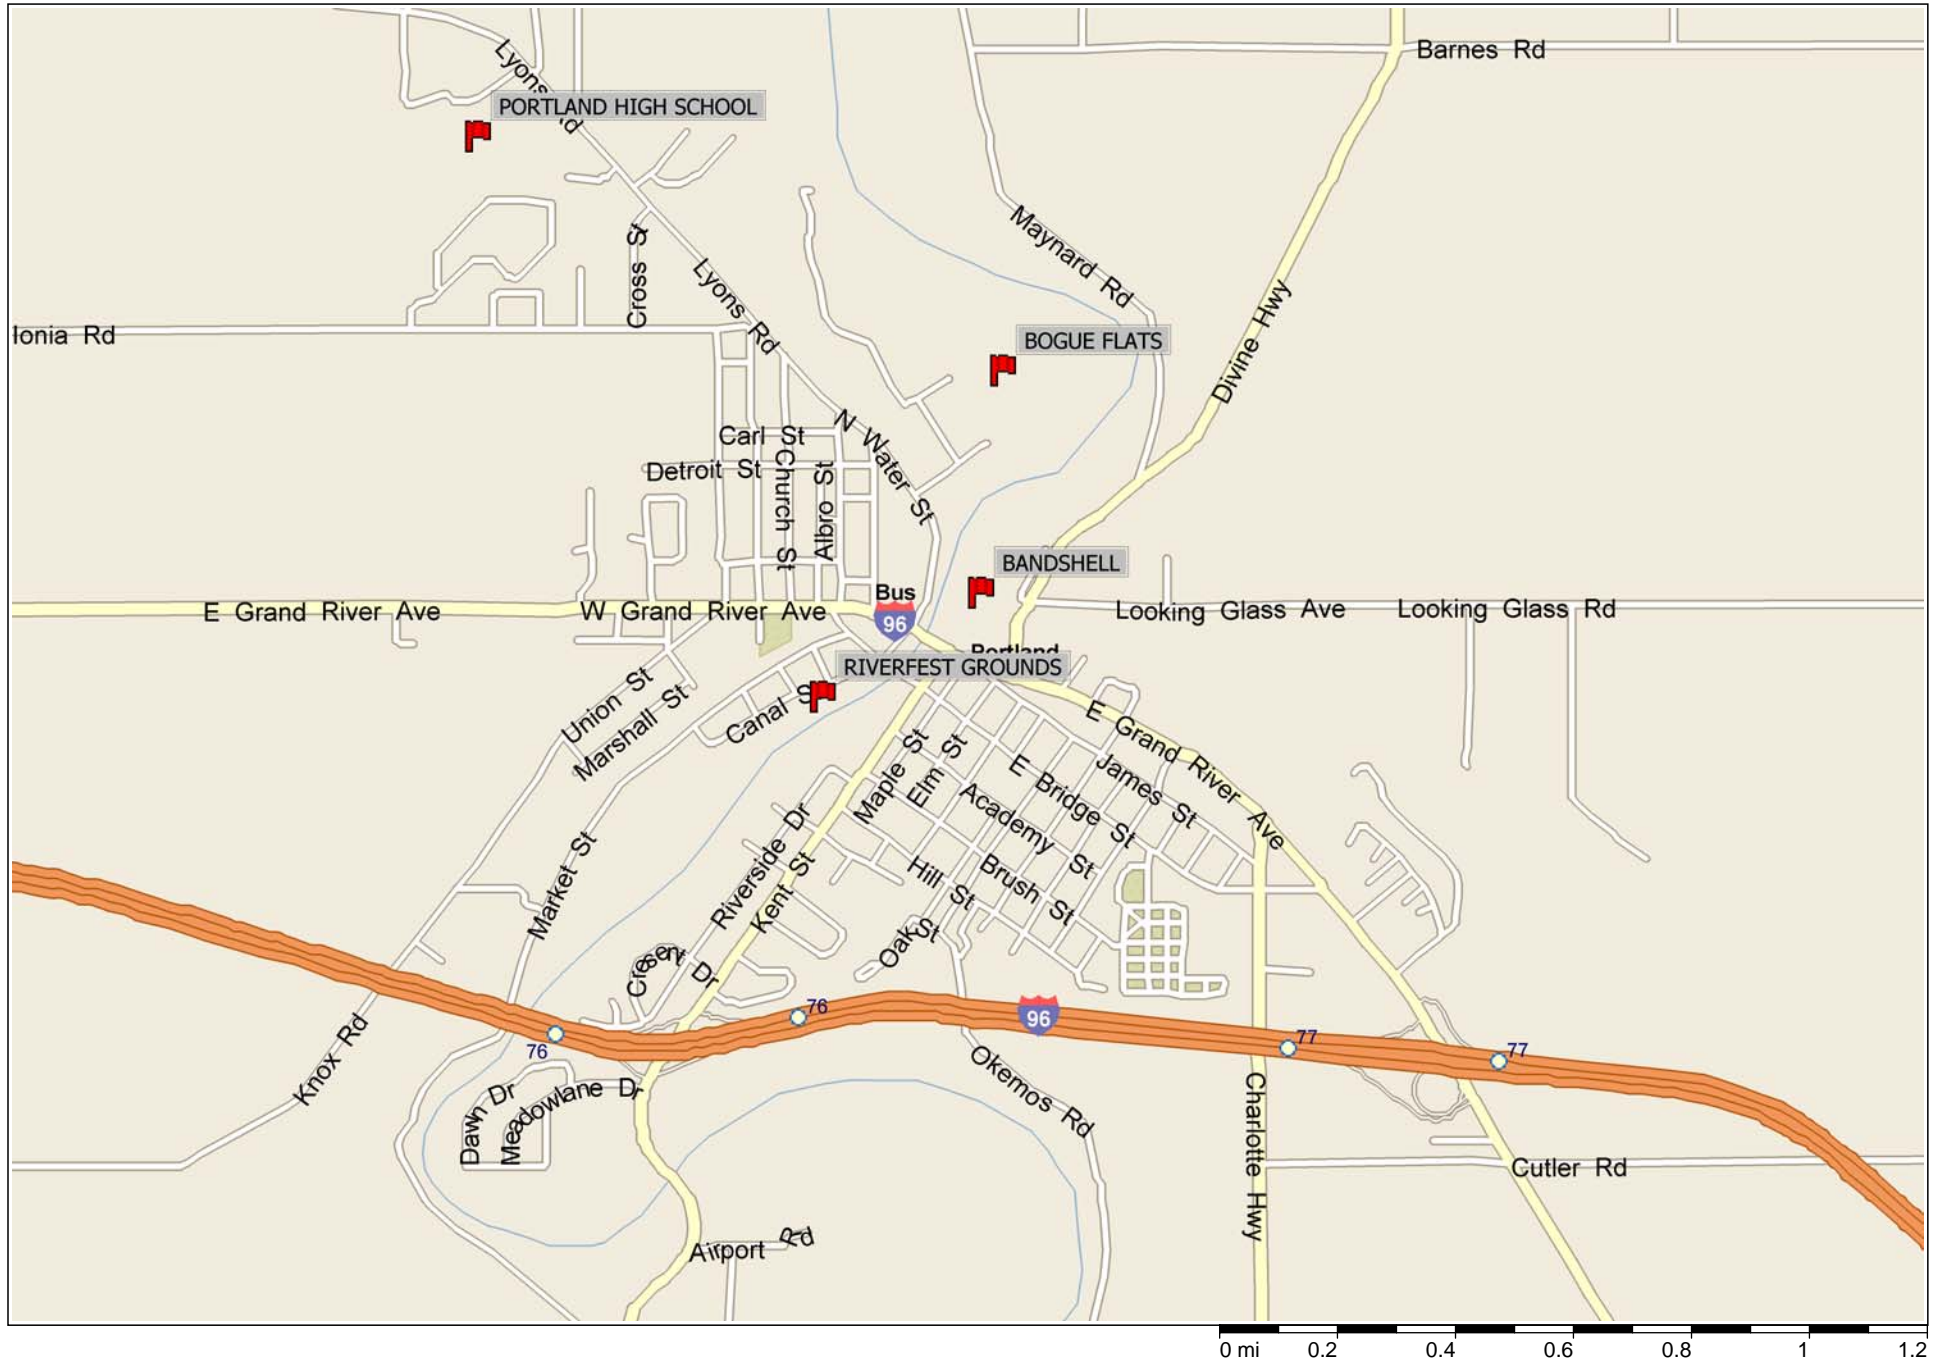 Barnes Rd
Lyons Rd
PORTLAND HIGH SCHOOL
Maynard Rd
Cross St
Lyons Rd
Divine Hwy
Ionia Rd
BOGUE FLATS
N Water St
Carl St
Detroit St
Church St
Albro St
BANDSHELL
Bus
96
E Grand River Ave
W Grand River Ave
Looking Glass Ave
Looking Glass Rd
Portland
RIVERFEST GROUNDS
Union St
Marshall St
Canal S
E Grand River Ave
Maple St
Elm St
E Bridge St
James St
Academy St
Market St
Riverside Dr
Kent St
Hill St
Brush St
Oak St
Cresent Dr
76
76
96
77
77
Knox Rd
Okemos Rd
Dawn Dr
Meadowlane Dr
Charlotte Hwy
Cutler Rd
Airport Rd
0 mi 0.2 0.4 0.6 0.8 1 1.2